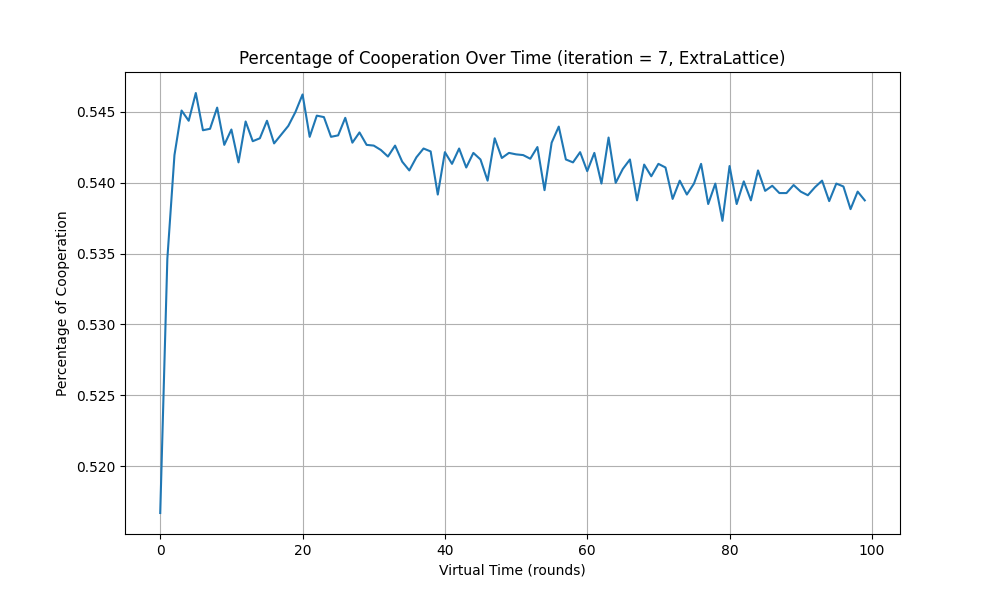 Percentage of Cooperation Over Time (iteration = 7, ExtraLattice)
Percentage of Cooperation
0.545
0.540
0.535
0.530
0.525
0.520
0 20 40 60 80 100
Virtual Time (rounds)